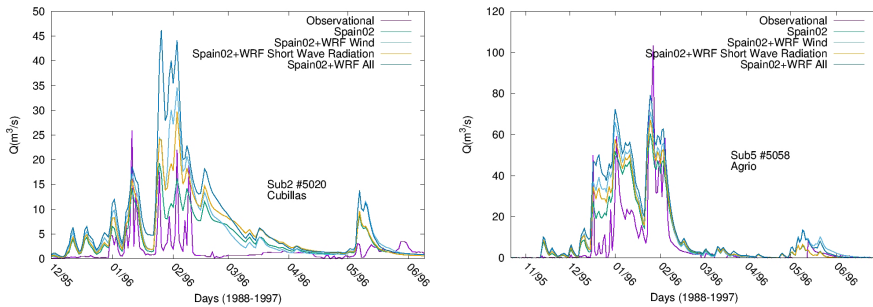 50
45
40
35
30
25
20
15
10
5
0
Q(m³/s)
Observational
Spain02
Spain02+WRF Wind
Spain02+WRF Short Wave Radiation
Spain02+WRF All
Sub2 #5020
Cubillas
12/95 01/96 02/96 03/96 04/96 05/96 06/96
Days (1988-1997)
120
100
80
60
40
20
0
Q(m³/s)
Observational
Spain02
Spain02+WRF Wind
Spain02+WRF Short Wave Radiation
Spain02+WRF All
Sub5 #5058
Agrio
11/95 12/95 01/96 02/96 03/96 04/96 05/96 06/96
Days (1988-1997)